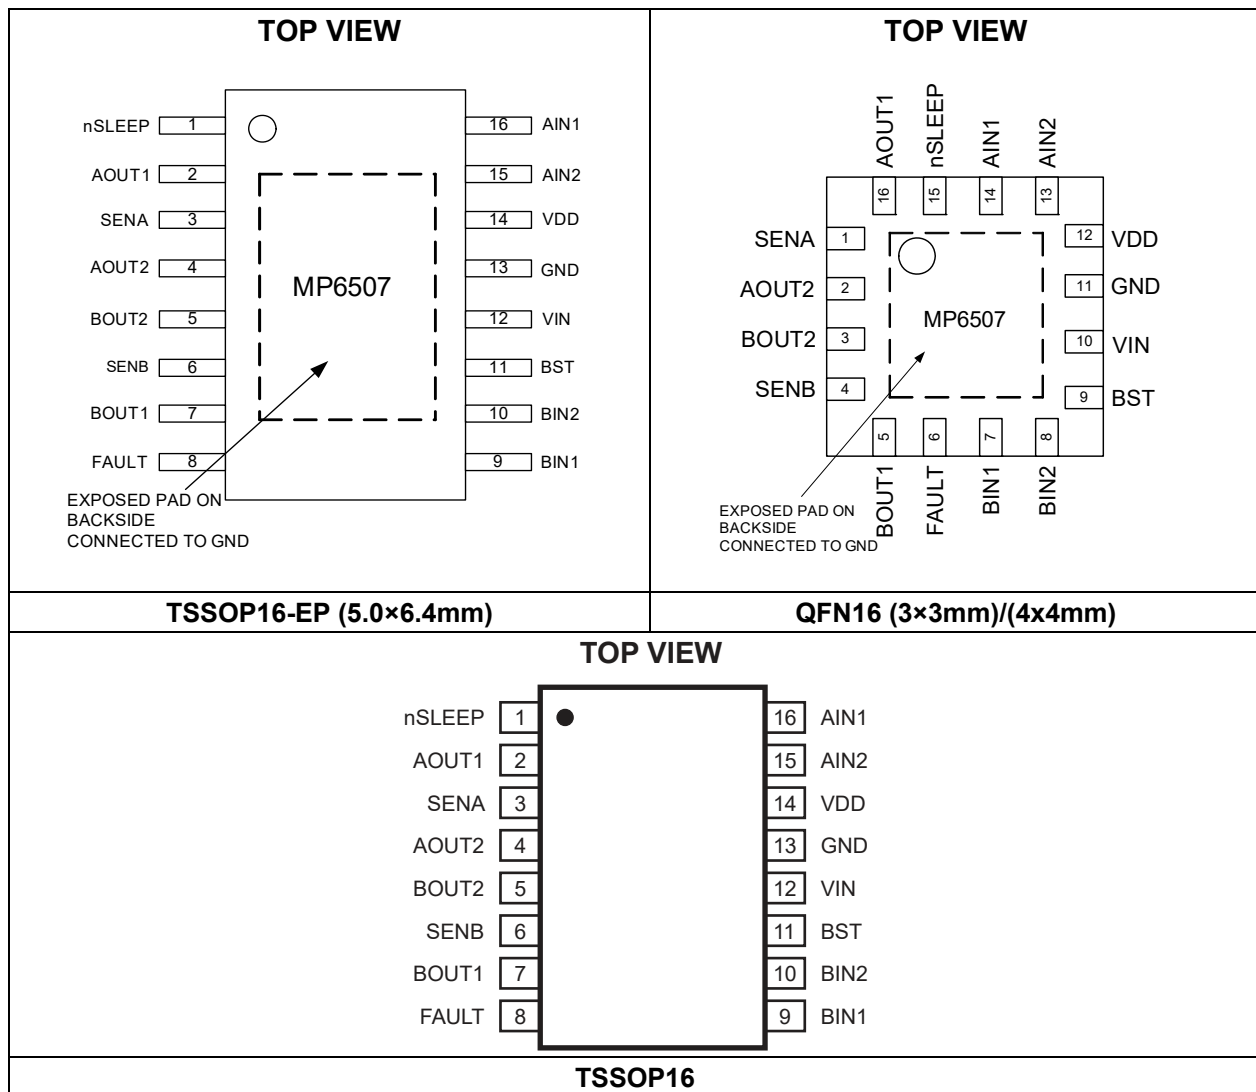 TOP VIEW
nSLEEP 1
AOUT1 2
SENA 3
AOUT2 4
BOUT2 5
SENB 6
BOUT1 7
FAULT 8
16 AIN1
15 AIN2
14 VDD
13 GND
12 VIN
11 BST
10 BIN2
9 BIN1
MP6507
EXPOSED PAD ON
BACKSIDE
CONNECTED TO GND
TSSOP16-EP (5.0×6.4mm)
TOP VIEW
AOUT1 16
nSLEEP 15
AIN1 14
AIN2 13
SENA 1
AOUT2 2
BOUT2 3
SENB 4
12 VDD
11 GND
10 VIN
9 BST
MP6507
BOUT1 5
FAULT 6
BIN1 7
BIN2 8
EXPOSED PAD ON
BACKSIDE
CONNECTED TO GND
QFN16 (3×3mm)/(4x4mm)
TOP VIEW
nSLEEP 1
AOUT1 2
SENA 3
AOUT2 4
BOUT2 5
SENB 6
BOUT1 7
FAULT 8
16 AIN1
15 AIN2
14 VDD
13 GND
12 VIN
11 BST
10 BIN2
9 BIN1
TSSOP16